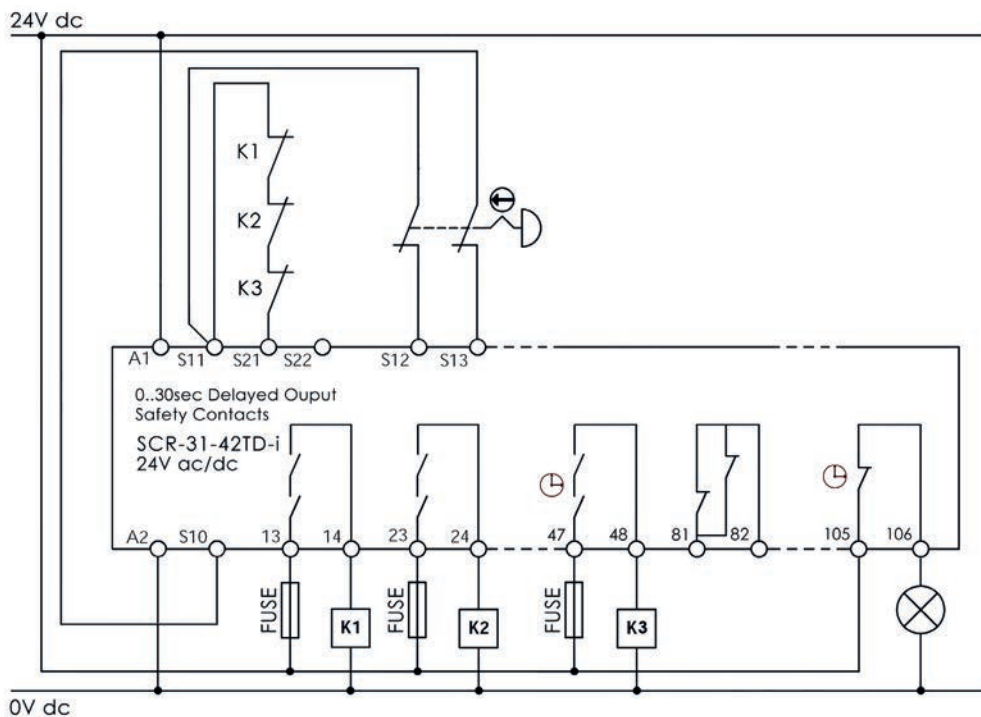 24V dc
K1
K2
K3
A1 S11 S21 S22 S12 S13
0..30sec Delayed Ouput
Safety Contacts
SCR-31-42TD-i
24V ac/dc
A2 S10 13 14 23 24 47 48 81 82 105 106
FUSE K1 FUSE K2 FUSE K3
0V dc